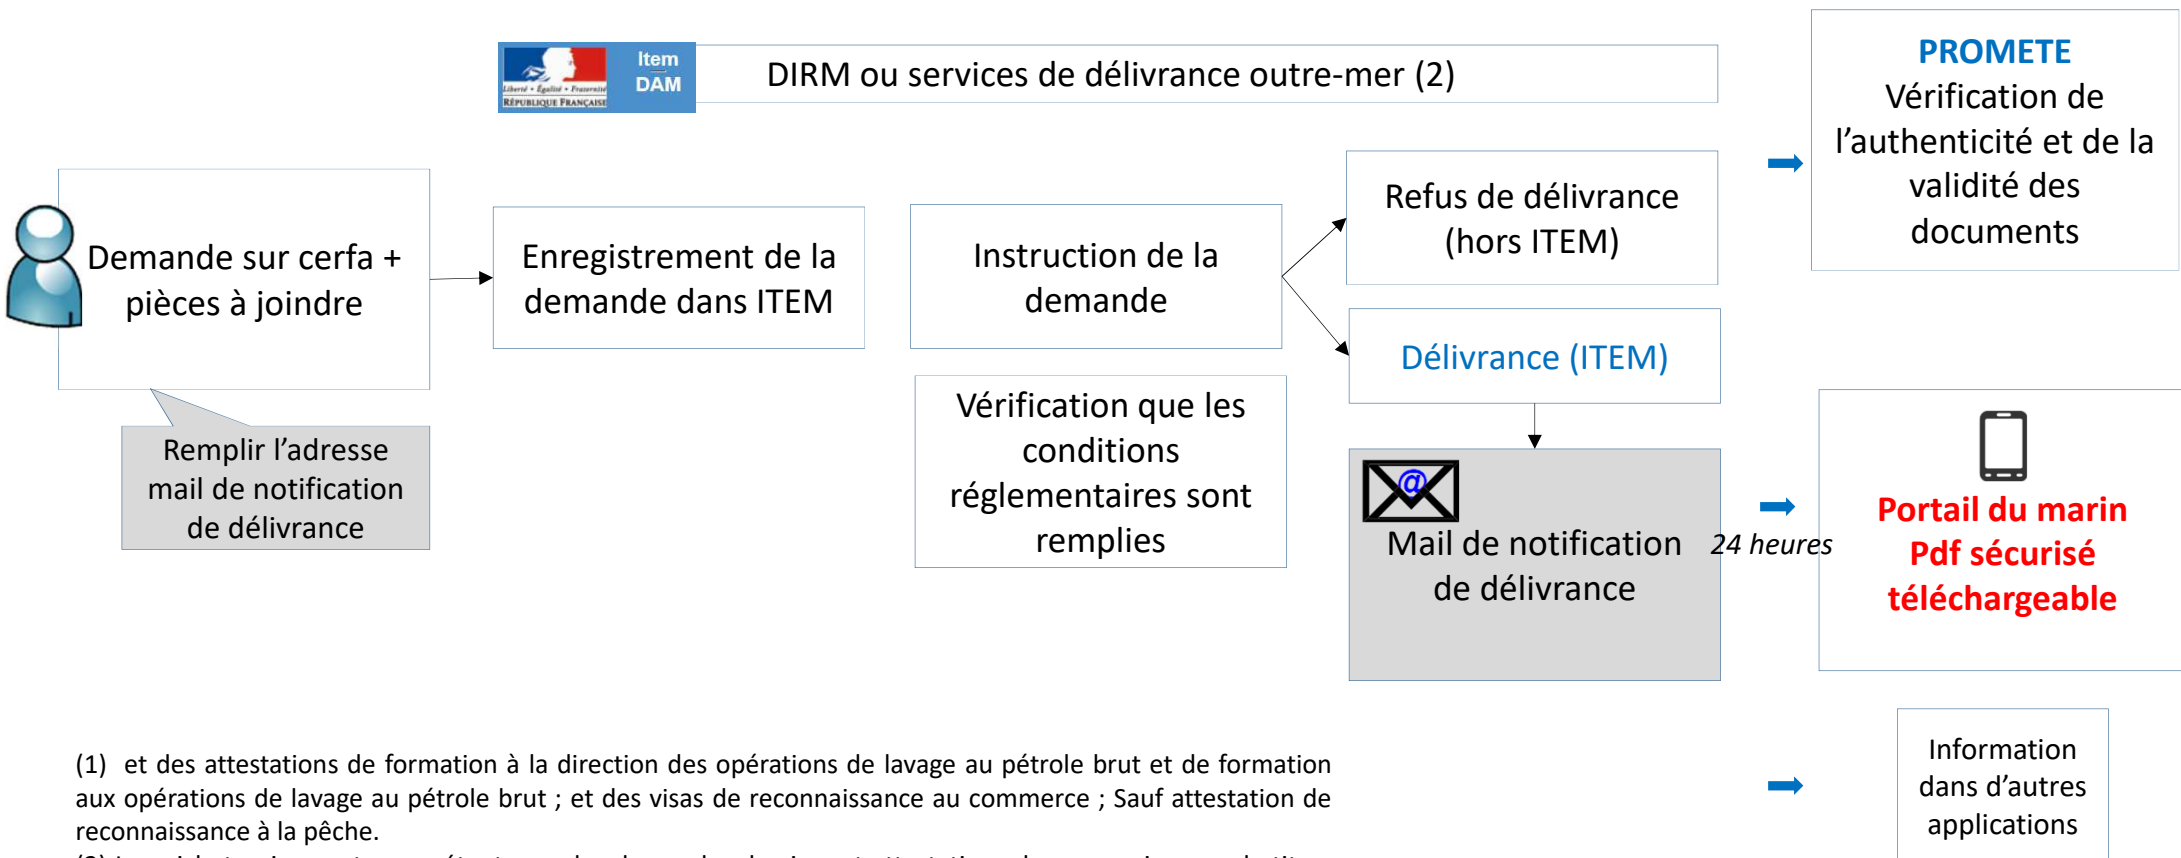 Liberté • Égalité • Fraternité
RÉPUBLIQUE FRANÇAISE
Item
DAM
DIRM ou services de délivrance outre-mer (2)
PROMETE
Vérification de
l’authenticité et de la
validité des
documents
Demande sur cerfa +
pièces à joindre
Remplir l’adresse
mail de notification
de délivrance
Enregistrement de la
demande dans ITEM
Instruction de la
demande
Vérification que les
conditions
réglementaires sont
remplies
Refus de délivrance
(hors ITEM)
Délivrance (ITEM)
@
Mail de notification
de délivrance
24 heures
Portail du marin
Pdf sécurisé
téléchargeable
Information
dans d’autres
applications
(1) et des attestations de formation à la direction des opérations de lavage au pétrole brut et de formation
aux opérations de lavage au pétrole brut ; et des visas de reconnaissance au commerce ; Sauf attestation de
reconnaissance à la pêche.